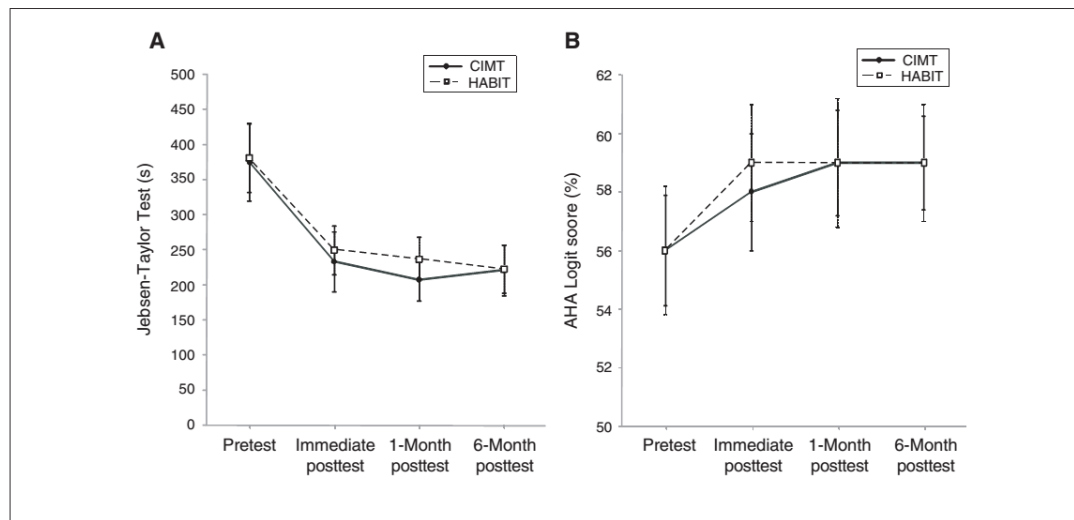 A
CIMT
HABIT
Jebsen-Taylor Test (s)
500
450
400
350
300
250
200
150
100
50
0
Pretest
Immediate
posttest
1-Month
posttest
6-Month
posttest
B
CIMT
HABIT
AHA Logit soore (%)
62
60
58
56
54
52
50
Pretest
Immediate
posttest
1-Month
posttest
6-Month
posttest